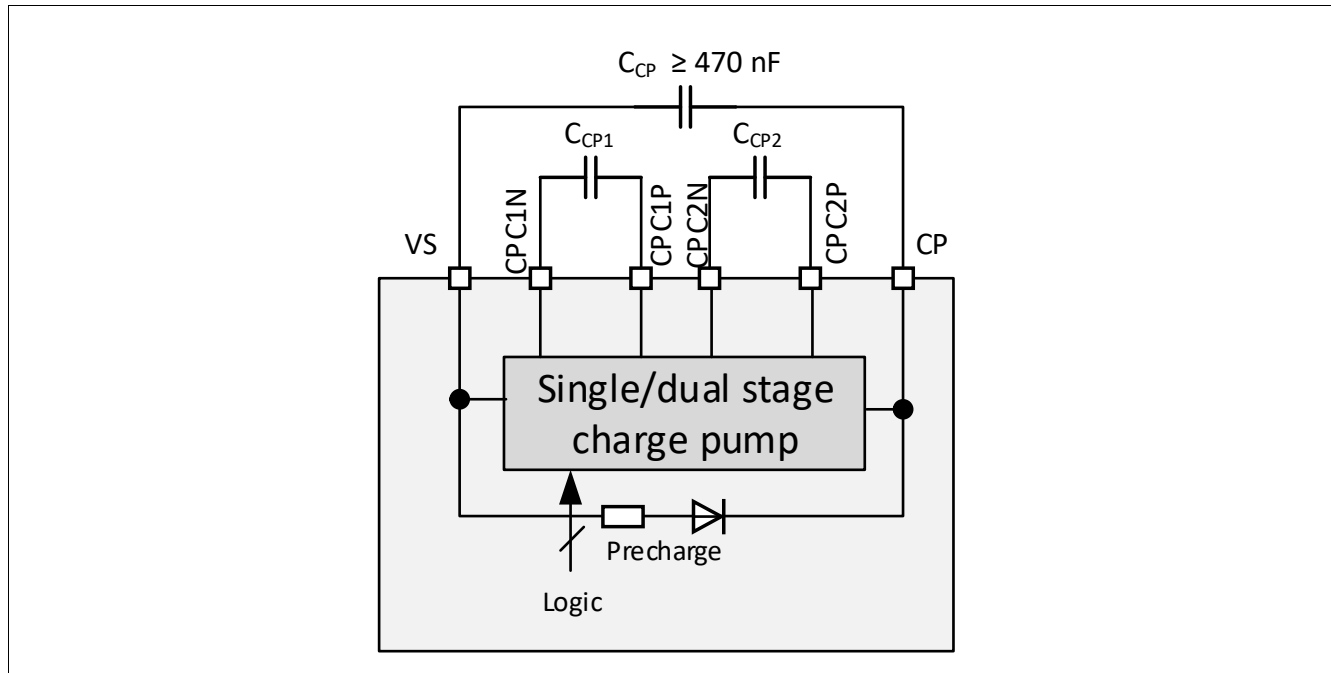 C_CP ≥ 470 nF
C_CP1
C_CP2
VS
CPC1N
CPC1P
CPC2N
CPC2P
CP
Single/dual stage
charge pump
Precharge
Logic